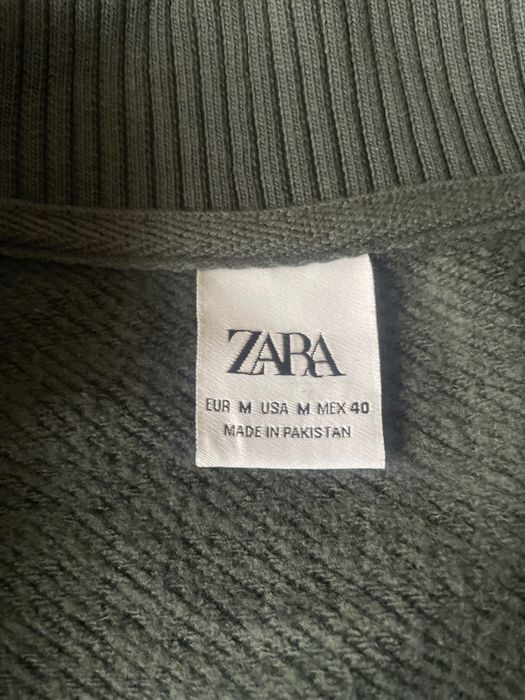 ZARA
EUR M USA M MEX 40
MADE IN PAKISTAN